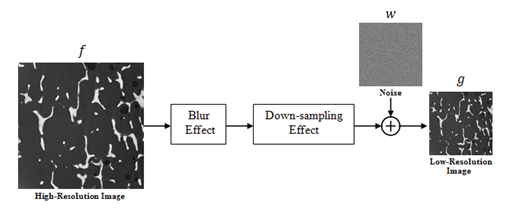 f
High-Resolution Image
Blur
Effect
Down-sampling
Effect
w
Noise
+
g
Low-Resolution
Image